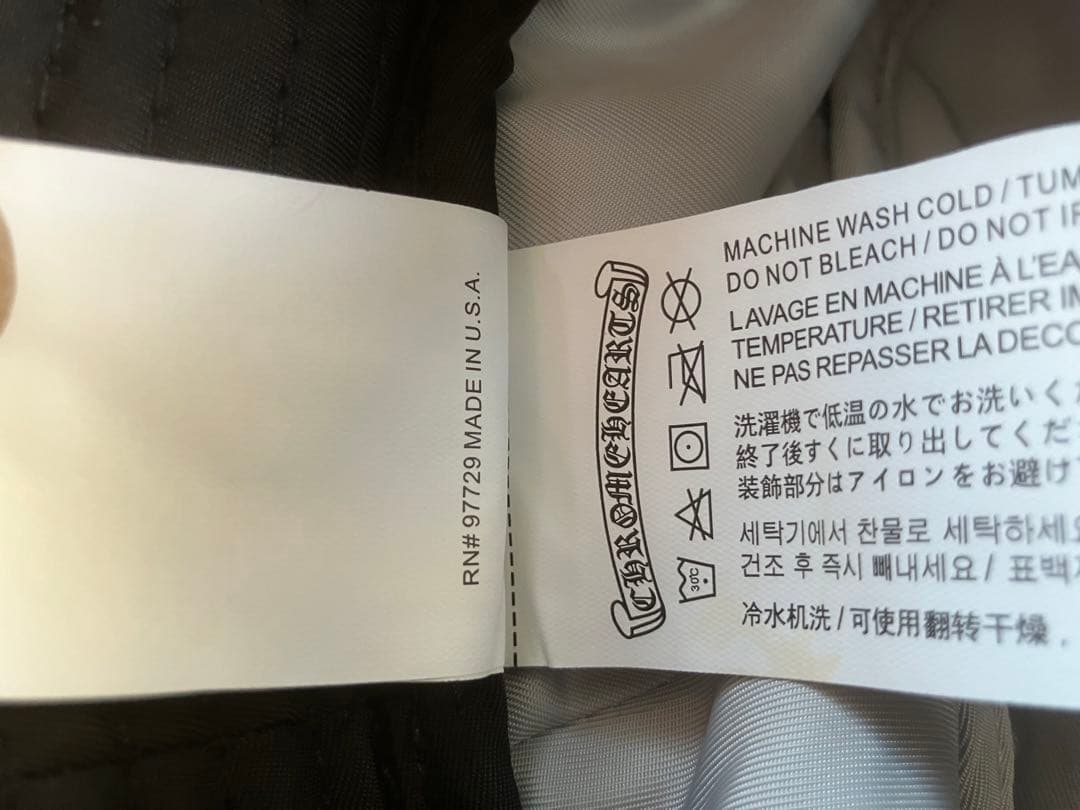 RN# 97729 MADE IN U.S.A.
CHROME HEARTS
30°C
MACHINE WASH COLD / TUM
DO NOT BLEACH / DO NOT IR
LAVAGE EN MACHINE À L'EA
TEMPERATURE / RETIRER IM
NE PAS REPASSER LA DECO
洗濯機で低温の水でお洗いくだ
終了後すぐに取り出してくだ
装飾部分はアイロンをお避け
세탁기에서 찬물로 세탁하세요
건조 후 즉시 빼내세요 / 표백제
冷水机洗 / 可使用翻转干燥 .